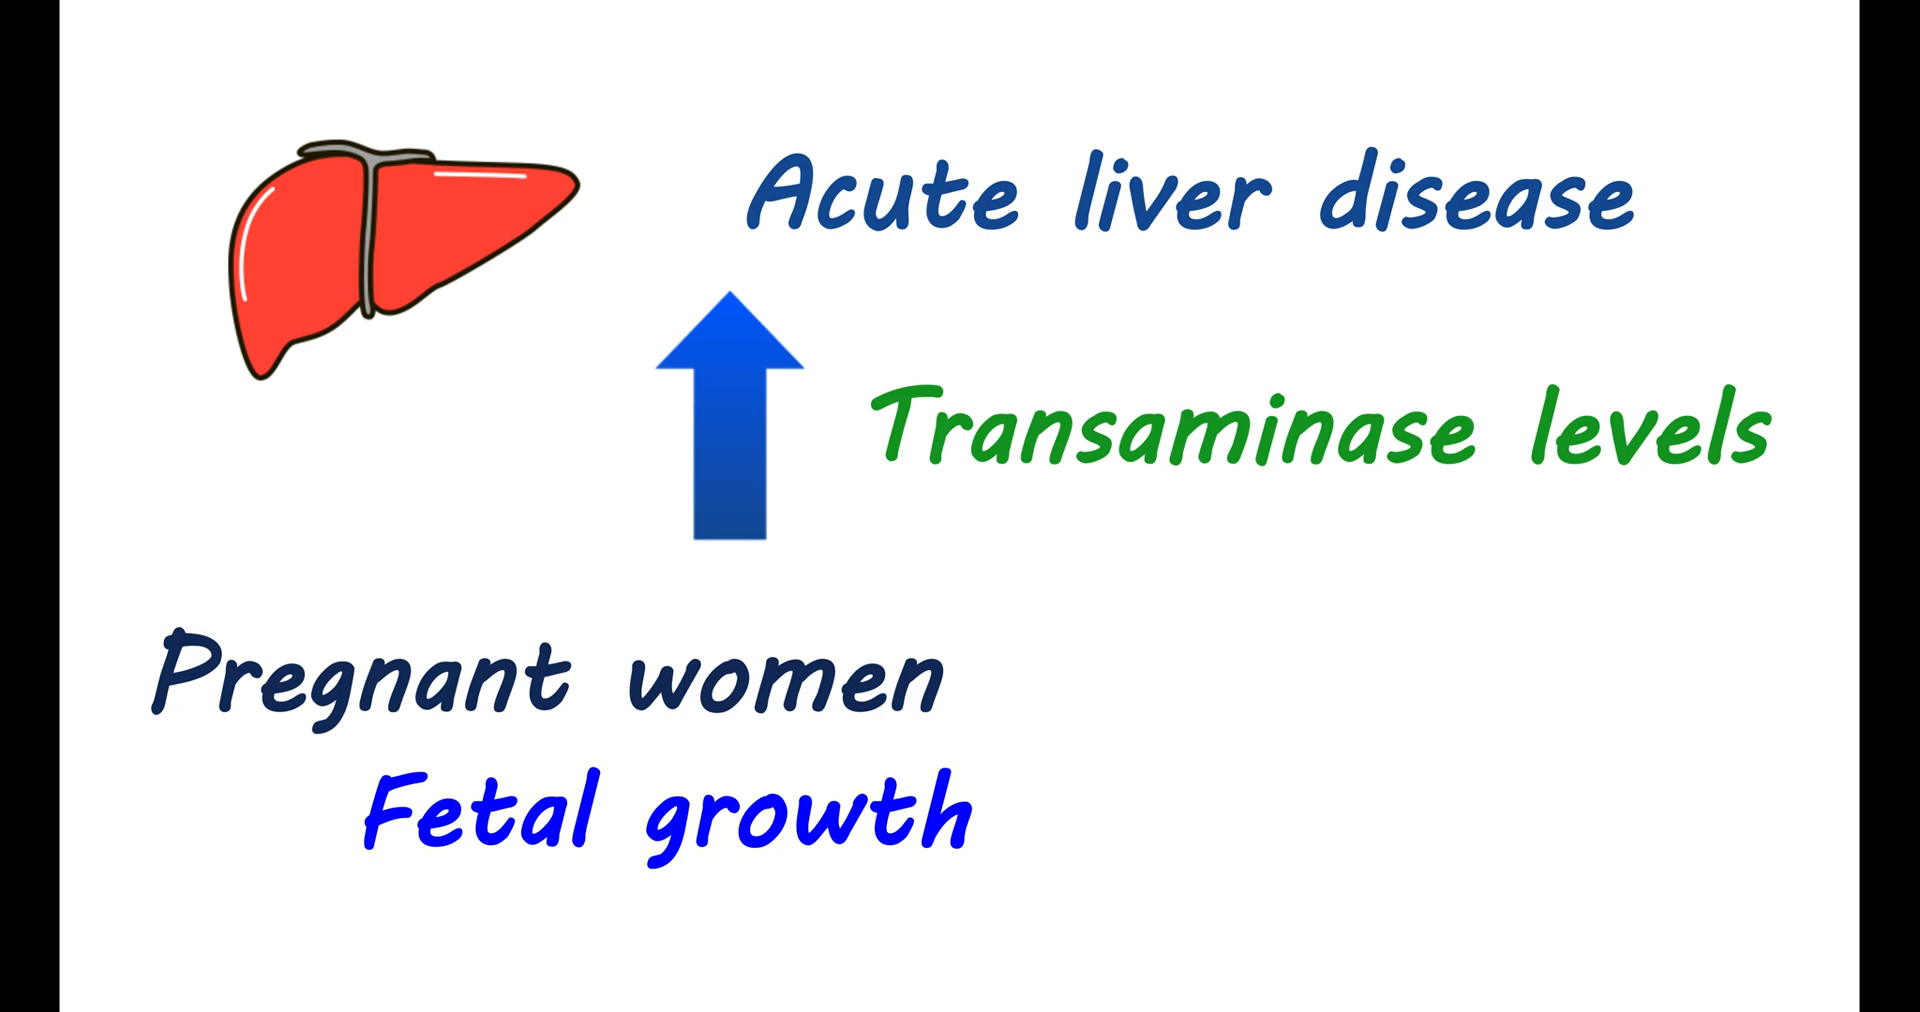 Acute liver disease
Transaminase levels
Pregnant women
Fetal growth